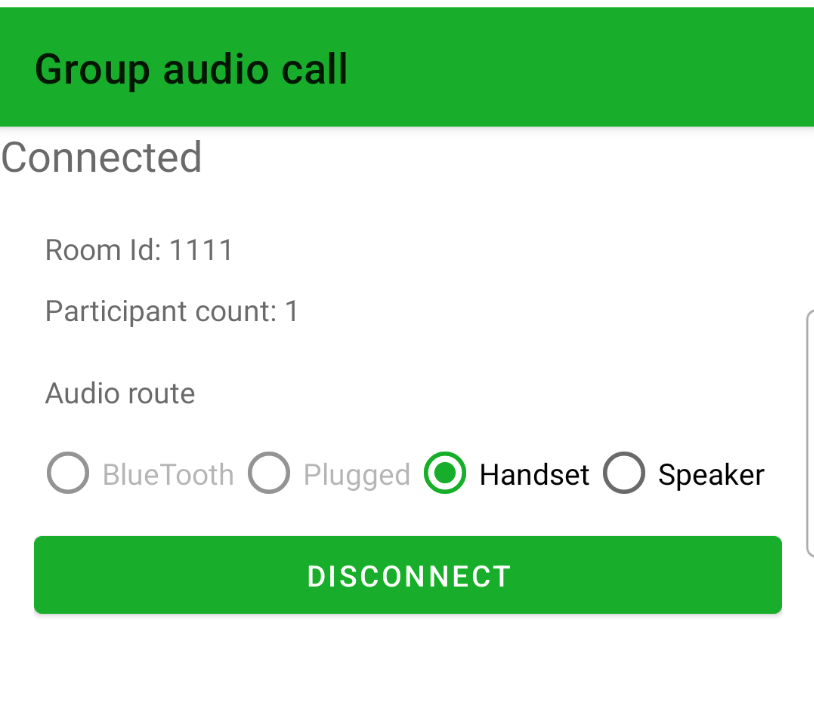 Group audio call
Connected
Room Id: 1111
Participant count: 1
Audio route
BlueTooth Plugged Handset Speaker
DISCONNECT